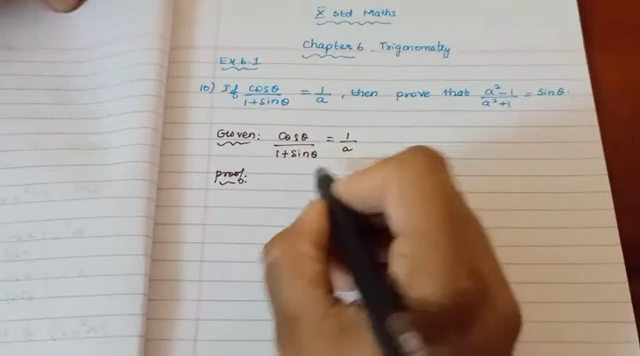 X std Maths
Chapter 6 - Trigonometry
Ex 6.1
10) If cosθ/1+sinθ = 1/a, then prove that a²-1/a²+1 = sinθ.
Given: cosθ/1+sinθ = 1/a
Proof: